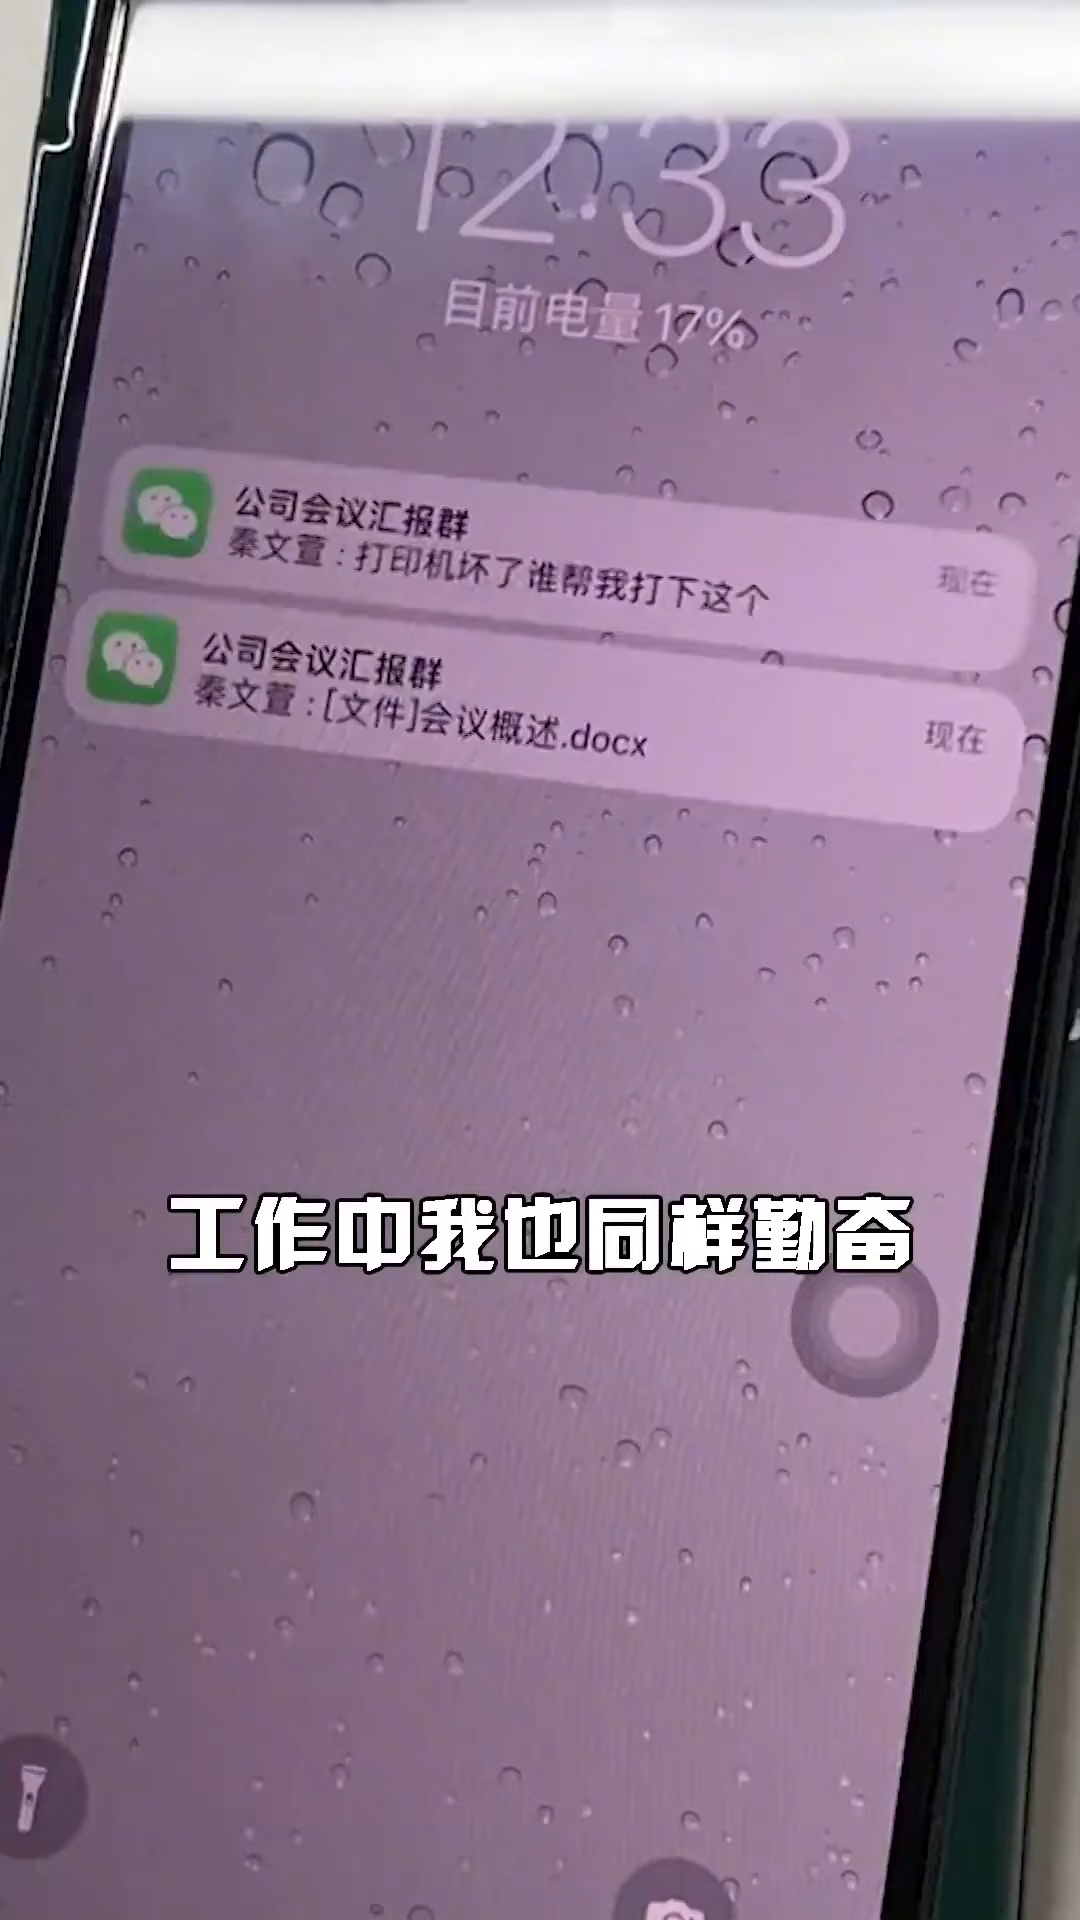 12:33
目前电量 17%
公司会议汇报群
秦文萱：打印机坏了谁帮我打下这个
现在
公司会议汇报群
秦文萱：[文件]会议概述.docx
现在
工作中我也同样勤奋